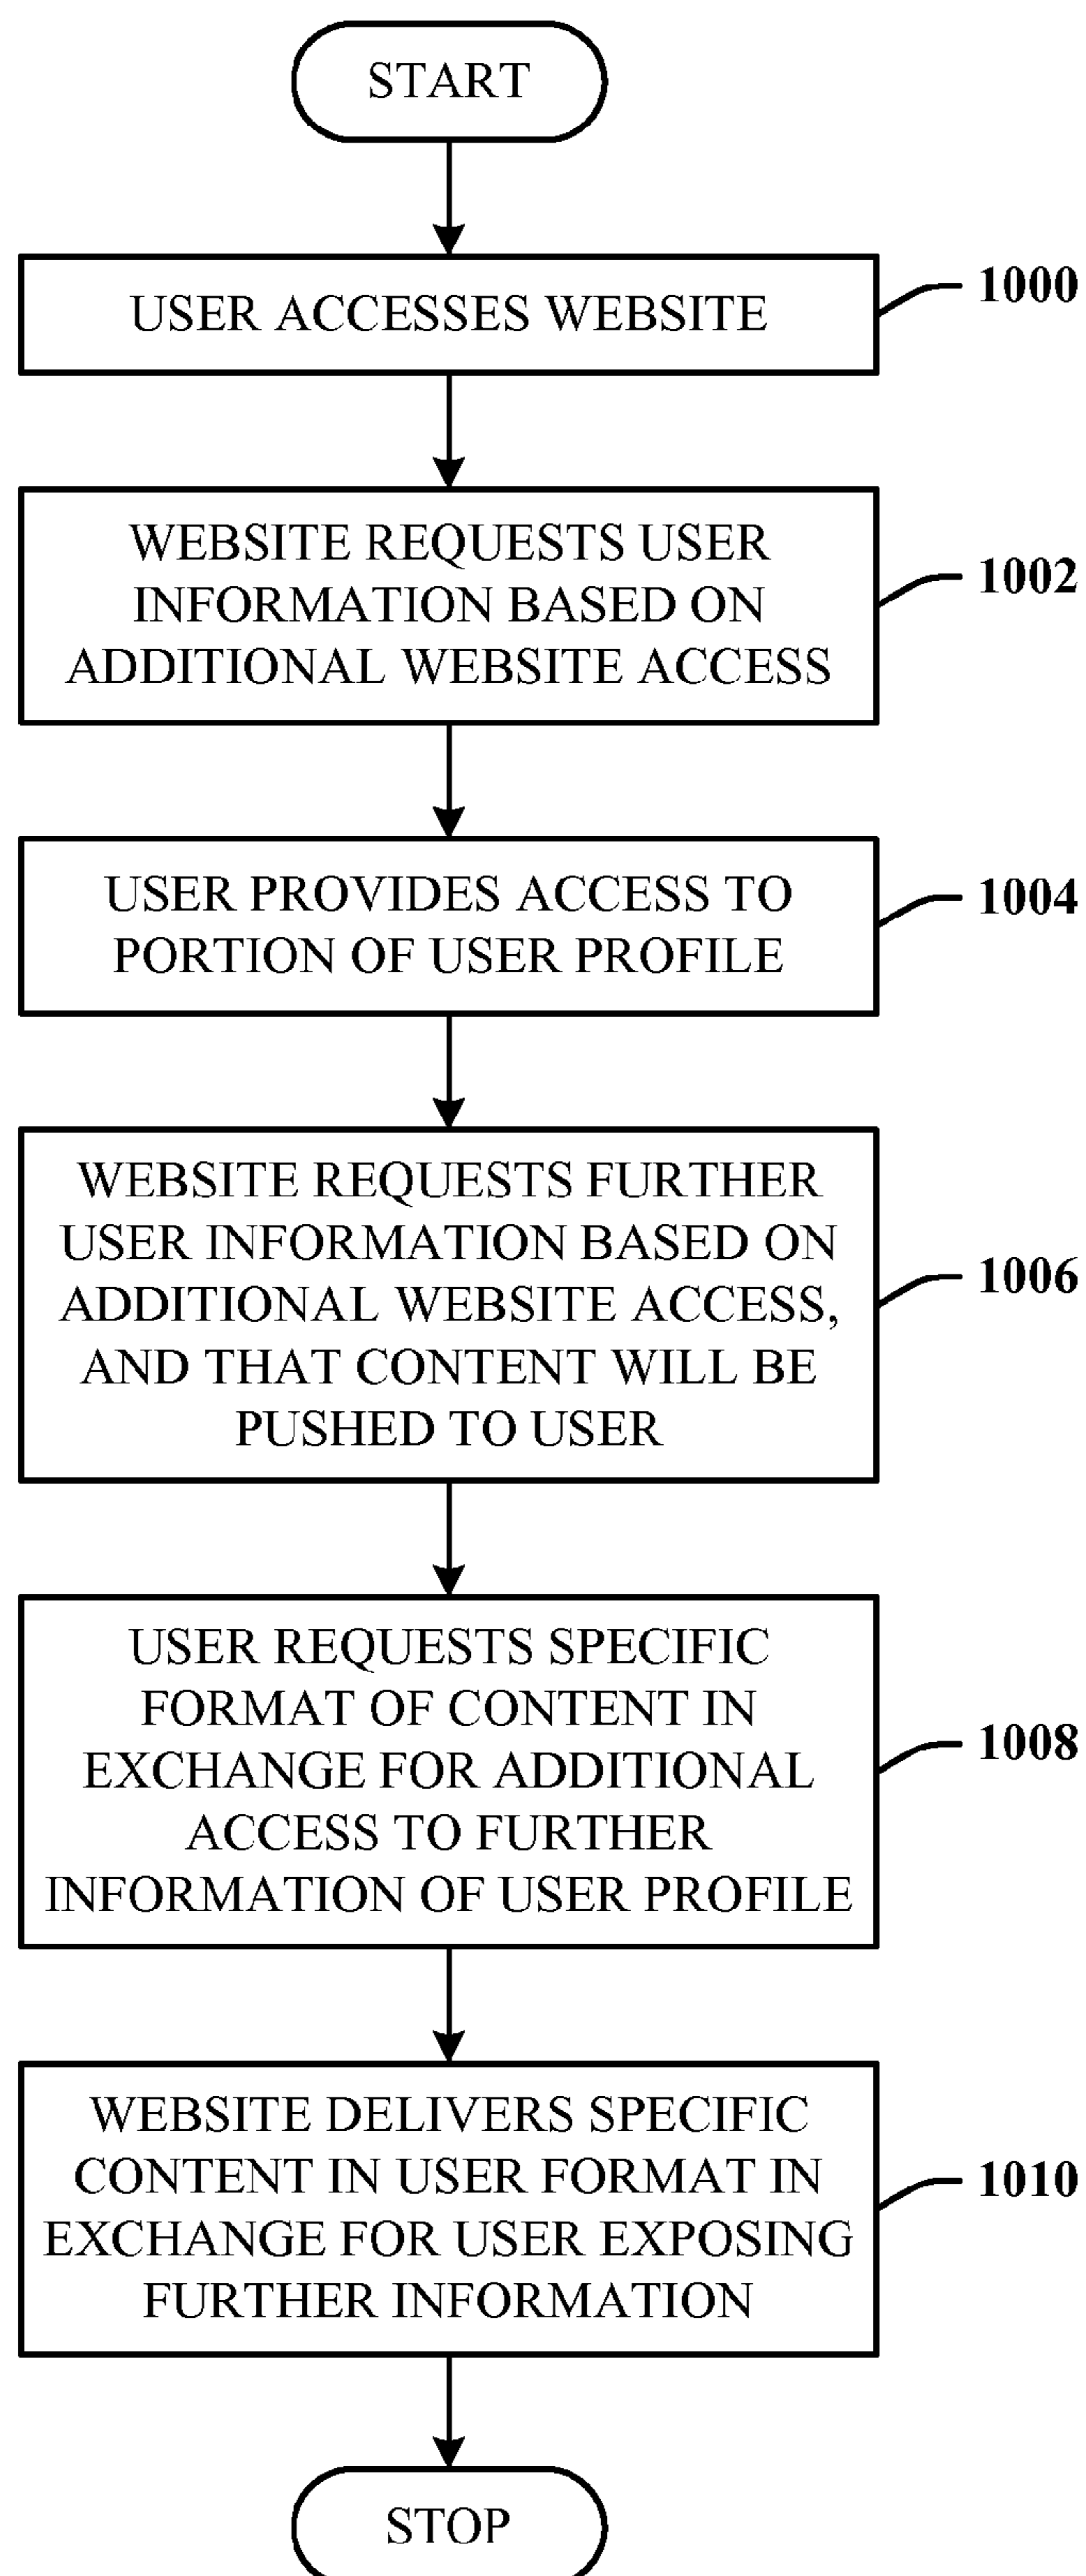 START
USER ACCESSES WEBSITE
1000
WEBSITE REQUESTS USER
INFORMATION BASED ON
ADDITIONAL WEBSITE ACCESS
1002
USER PROVIDES ACCESS TO
PORTION OF USER PROFILE
1004
WEBSITE REQUESTS FURTHER
USER INFORMATION BASED ON
ADDITIONAL WEBSITE ACCESS,
AND THAT CONTENT WILL BE
PUSHED TO USER
1006
USER REQUESTS SPECIFIC
FORMAT OF CONTENT IN
EXCHANGE FOR ADDITIONAL
ACCESS TO FURTHER
INFORMATION OF USER PROFILE
1008
WEBSITE DELIVERS SPECIFIC
CONTENT IN USER FORMAT IN
EXCHANGE FOR USER EXPOSING
FURTHER INFORMATION
1010
STOP